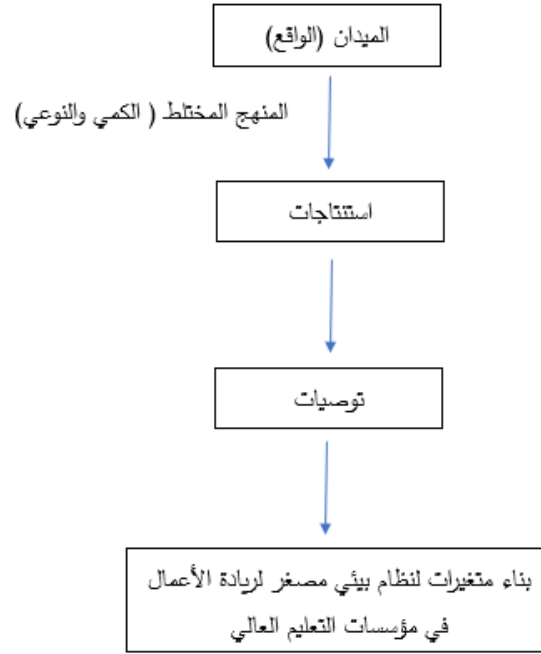 الميدان (الواقع)
المنهج المختلط ( الكمي والنوعي)
استنتاجات
توصيات
بناء متغيرات لنظام بيئي مصغر لريادة الأعمال
في مؤسسات التعليم العالي